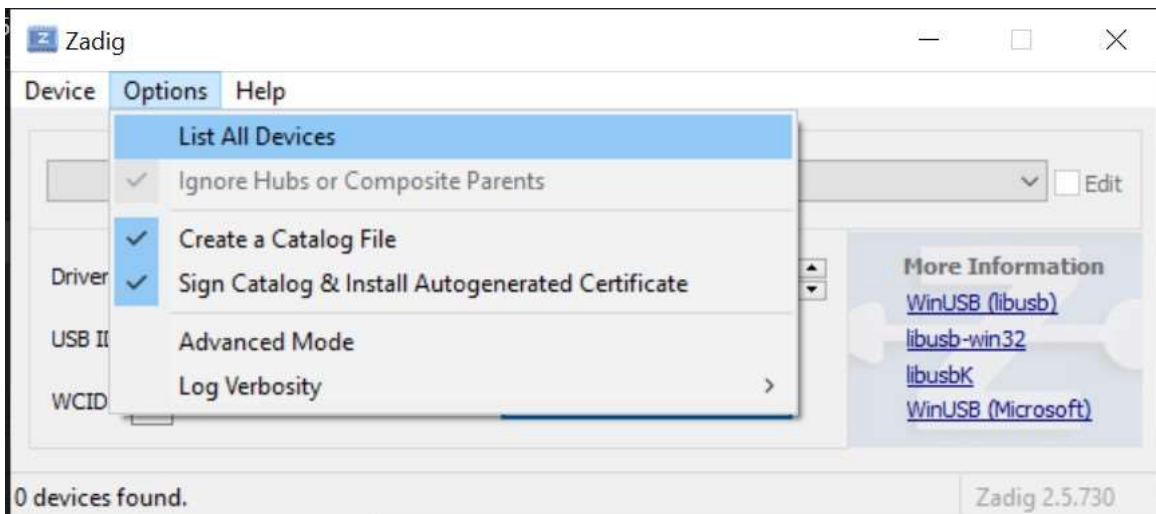 Zadig
Device Options Help
List All Devices
Ignore Hubs or Composite Parents
Edit
Create a Catalog File
Sign Catalog & Install Autogenerated Certificate
Advanced Mode
Log Verbosity
Driver
USB ID
WCID
More Information
WinUSB (libusb)
libusb-win32
libusbK
WinUSB (Microsoft)
0 devices found.
Zadig 2.5.730